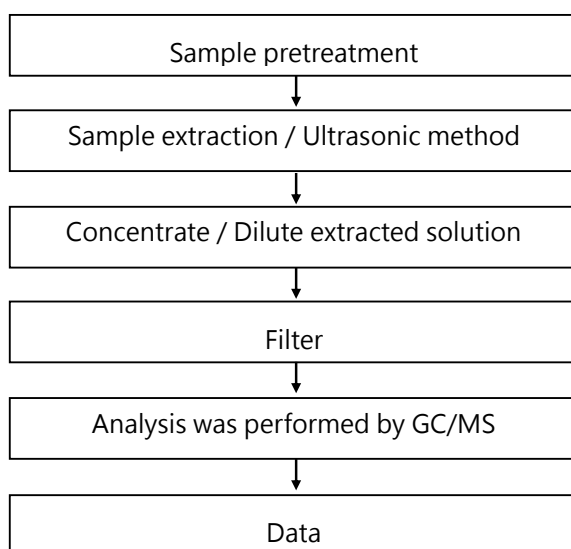 Sample pretreatment
Sample extraction / Ultrasonic method
Concentrate / Dilute extracted solution
Filter
Analysis was performed by GC/MS
Data